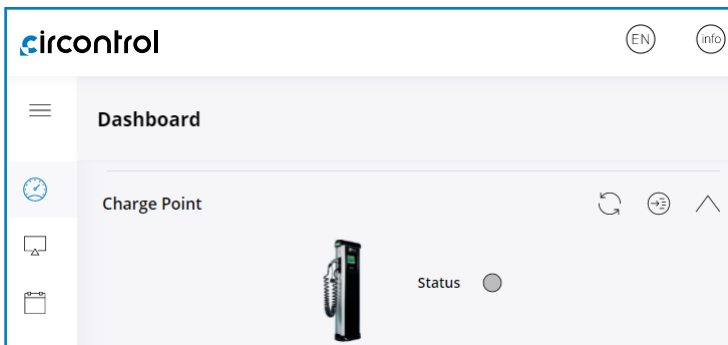 circontrol
EN
info
Dashboard
Charge Point
Status